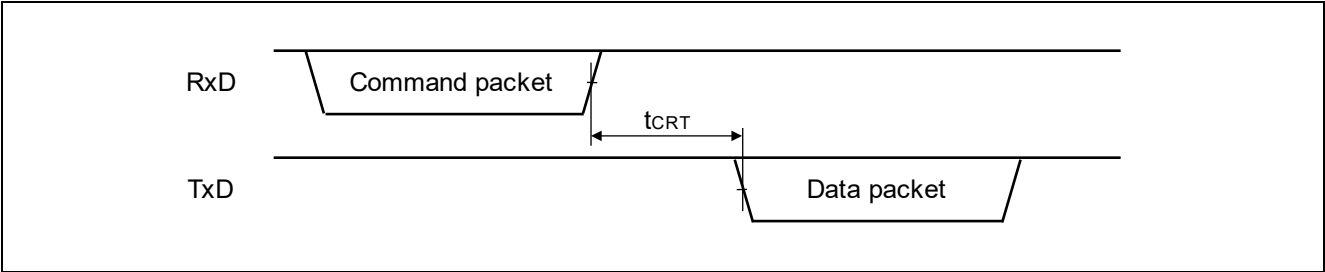 RxD
Command packet
tCRT
TxD
Data packet